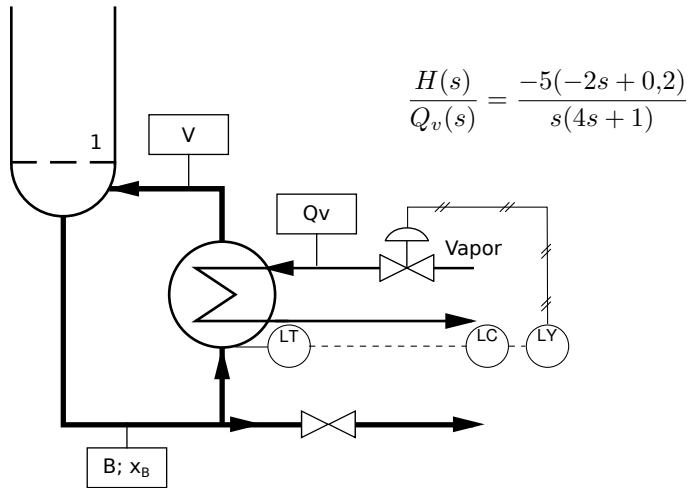 1
V
H(s)/Q_v(s) = -5(-2s + 0,2)/s(4s + 1)
Qv
Vapor
LT
LC
LY
B; x_B